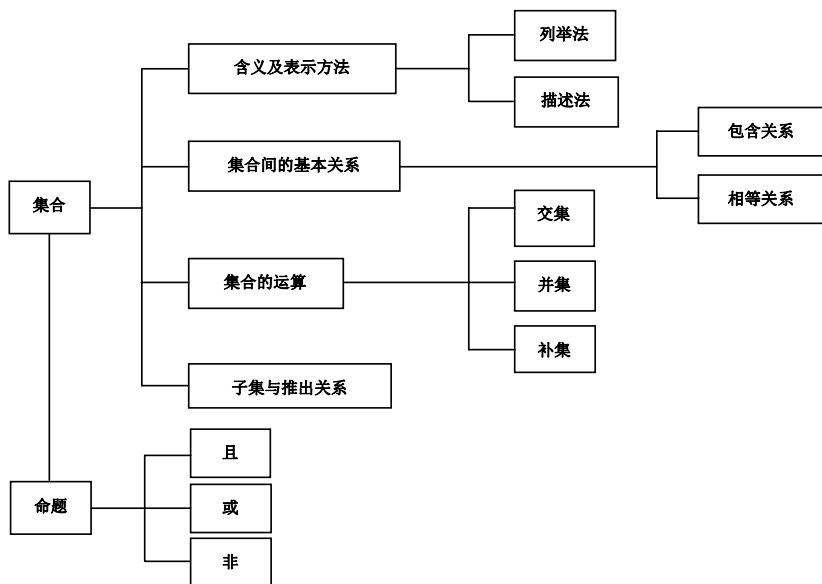 列举法
含义及表示方法
描述法
包含关系
集合间的基本关系
相等关系
集合
交集
集合的运算
并集
补集
子集与推出关系
且
命题
或
非